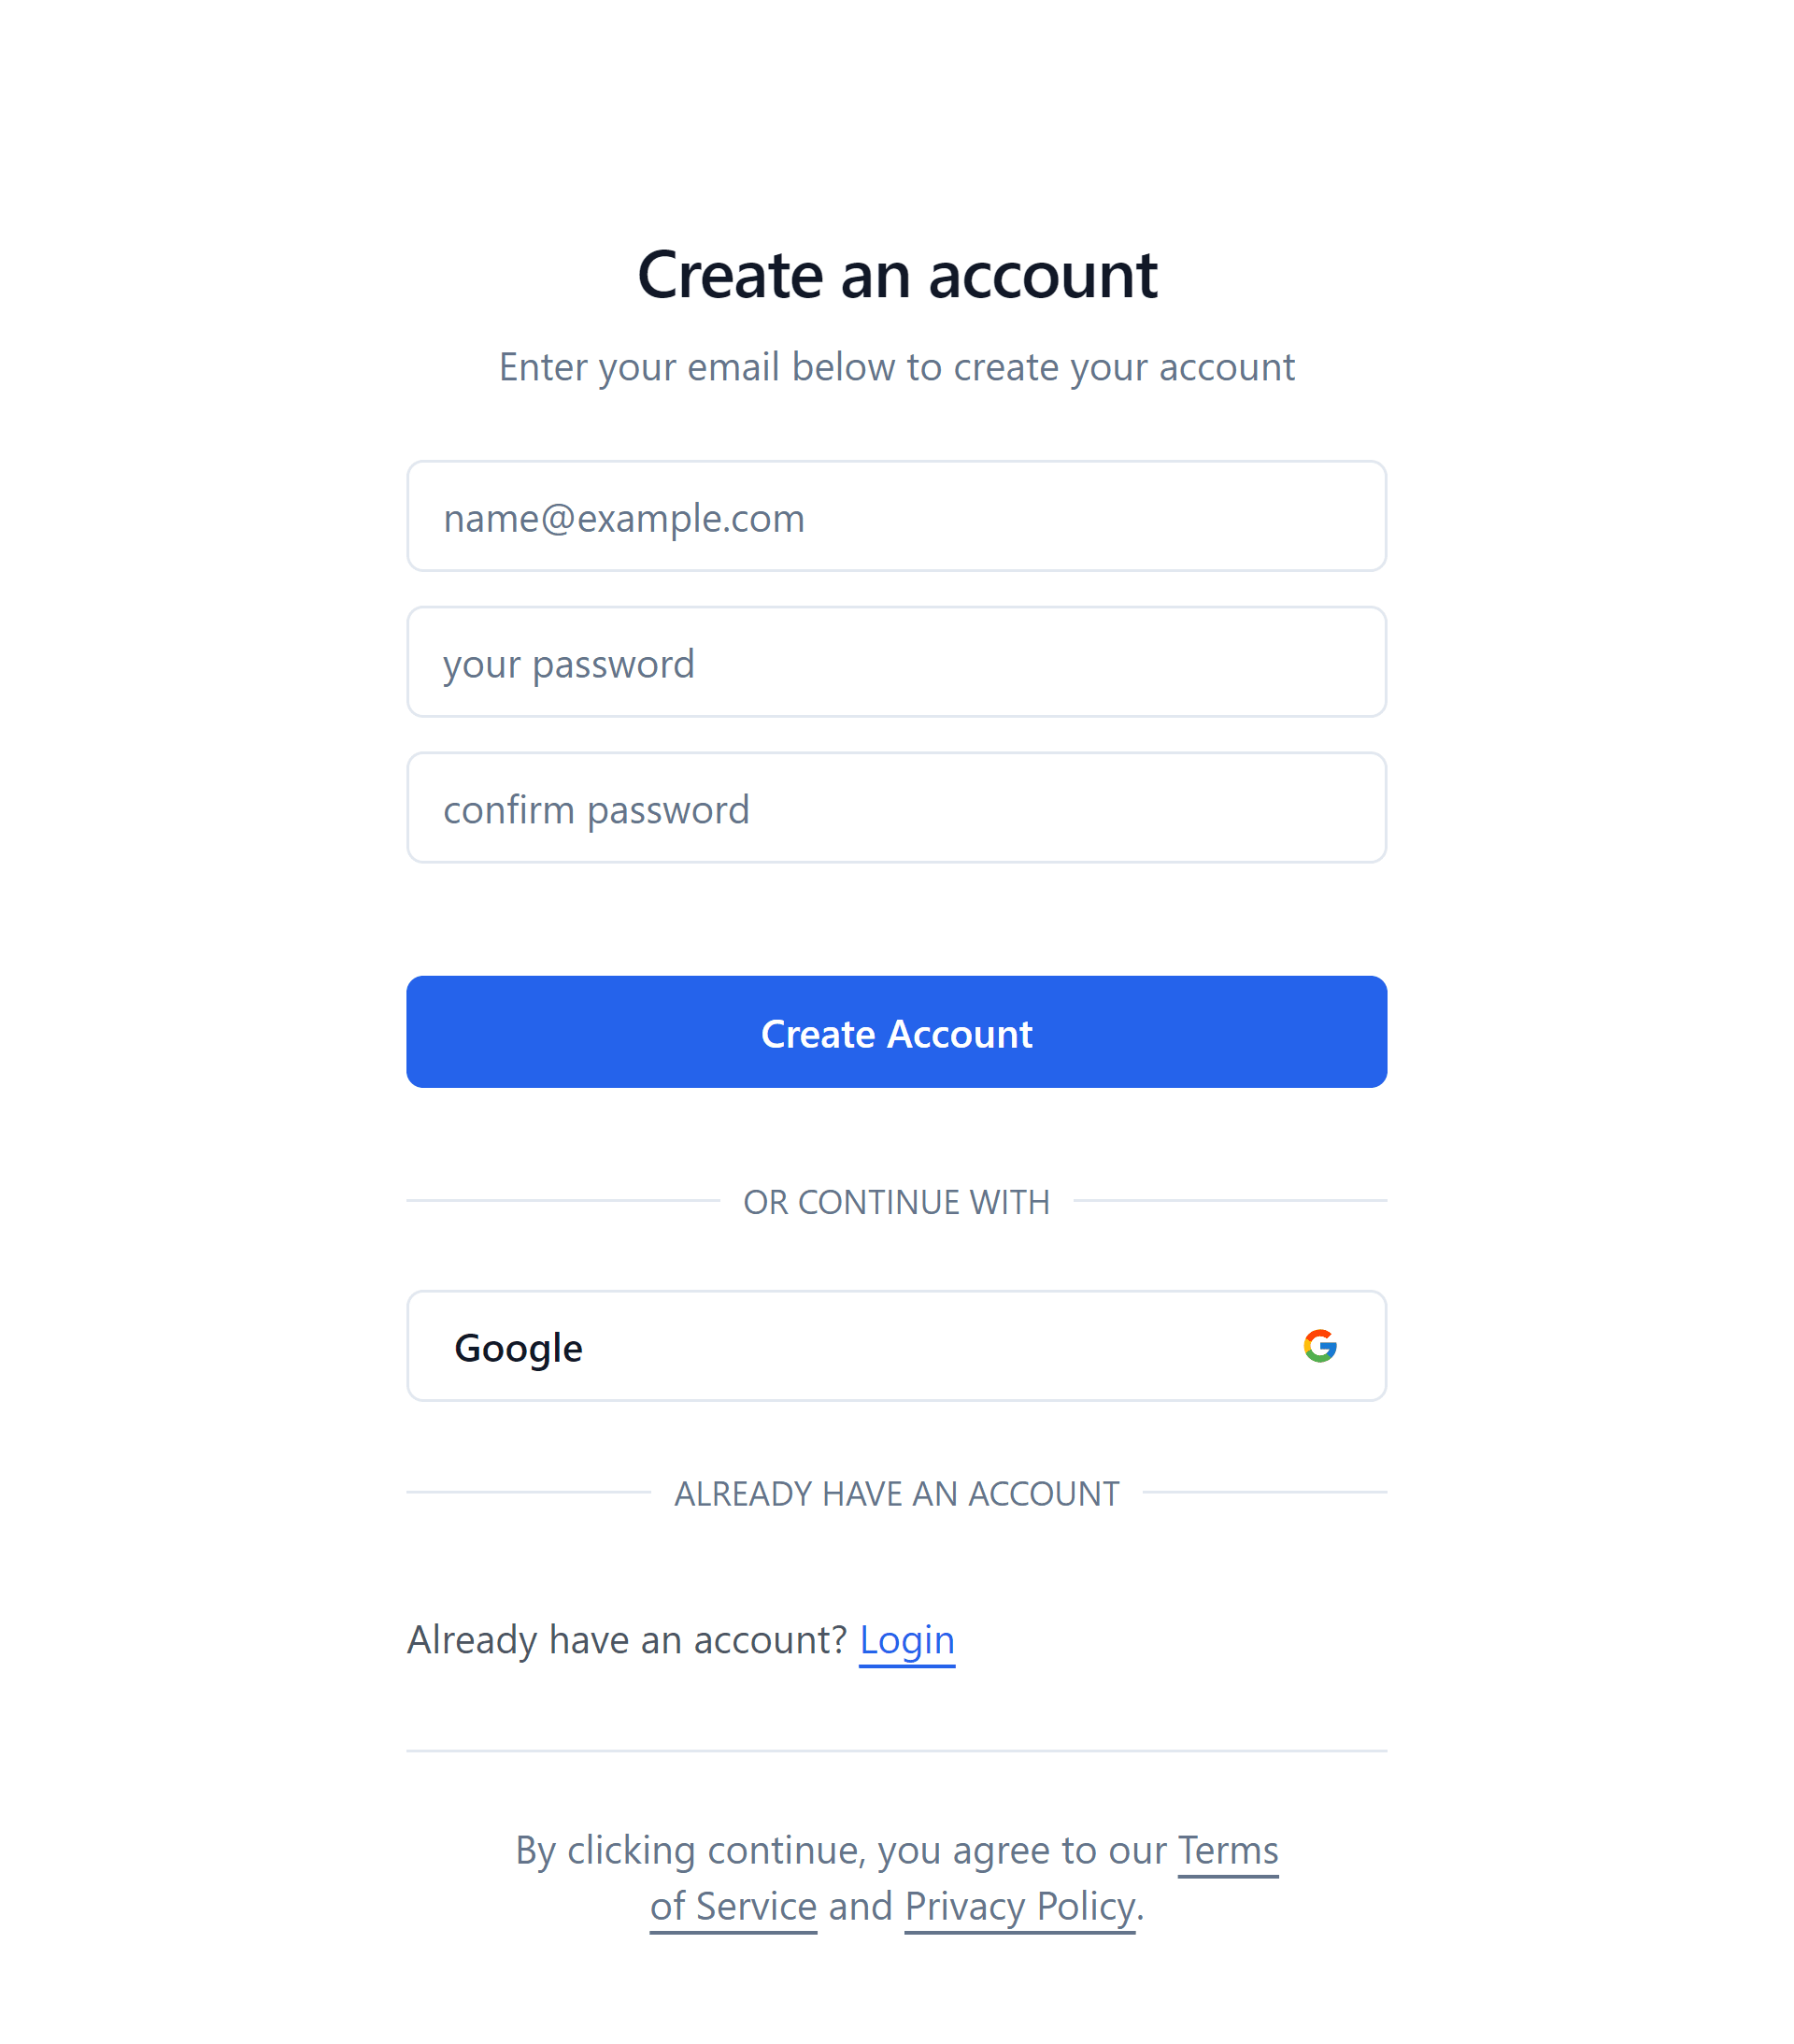 Create an account
Enter your email below to create your account
name@example.com
your password
confirm password
Create Account
OR CONTINUE WITH
Google
ALREADY HAVE AN ACCOUNT
Already have an account? Login
By clicking continue, you agree to our Terms
of Service and Privacy Policy.